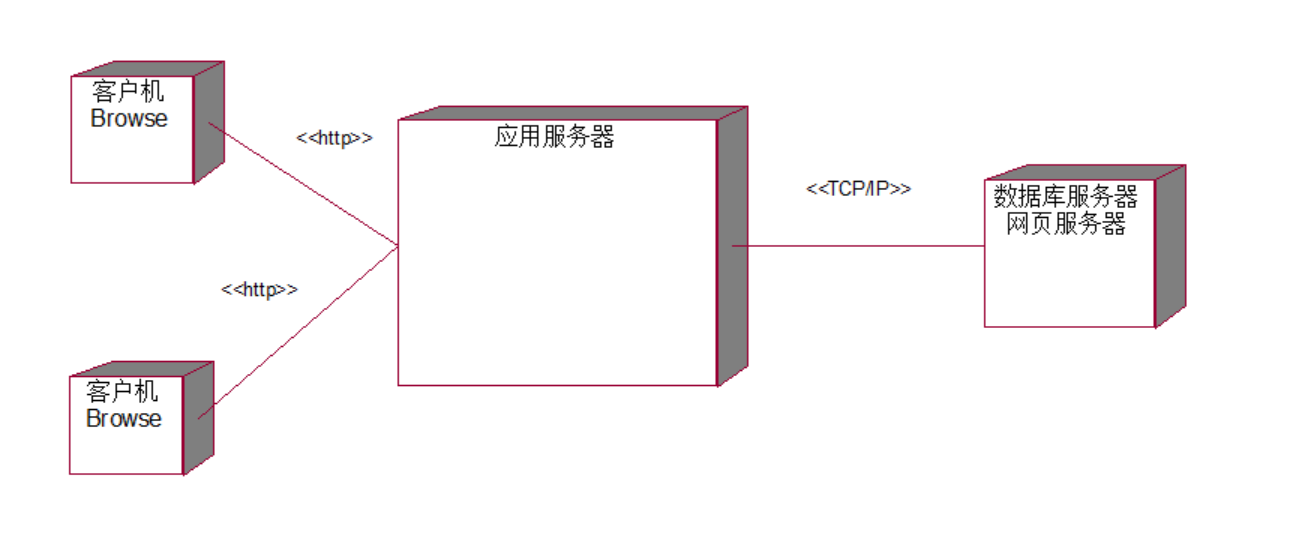 客户机
Browse
<<http>>
应用服务器
<<TCP/IP>>
数据库服务器
网页服务器
<<http>>
客户机
Browse